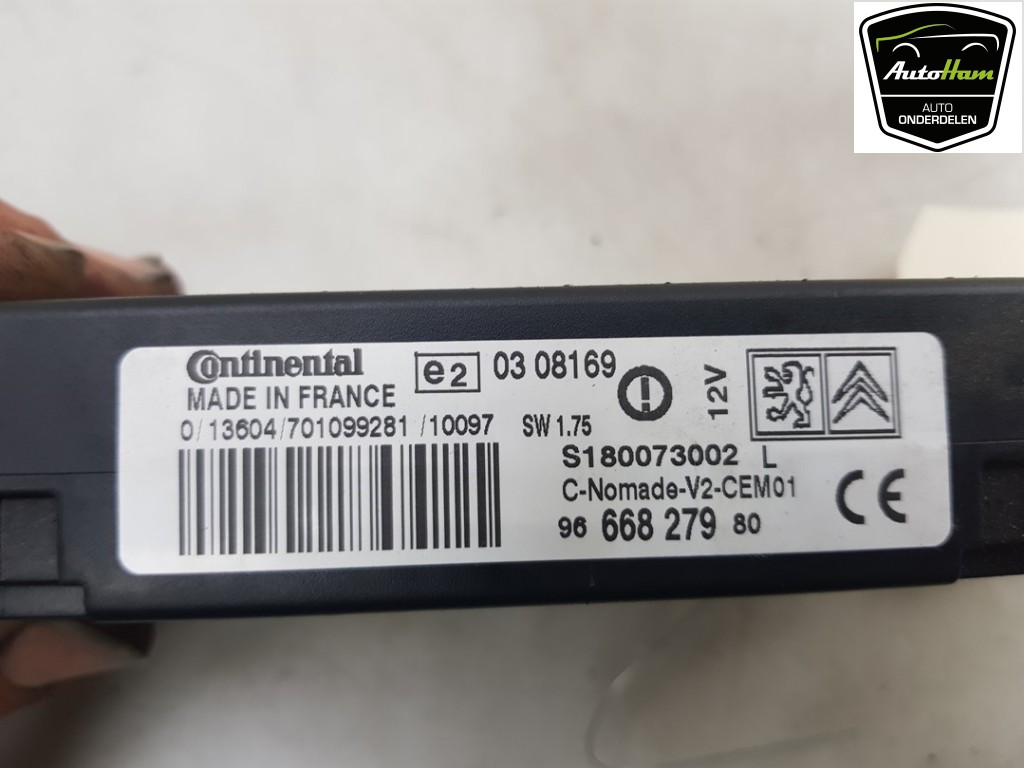 AutoHam
AUTO
ONDERDELEN
Continental
e2
03 08169
MADE IN FRANCE
12V
0/13604/701099281/10097
SW 1.75
S180073002 L
C-Nomade-V2-CEM01
96 668 279 80
CE